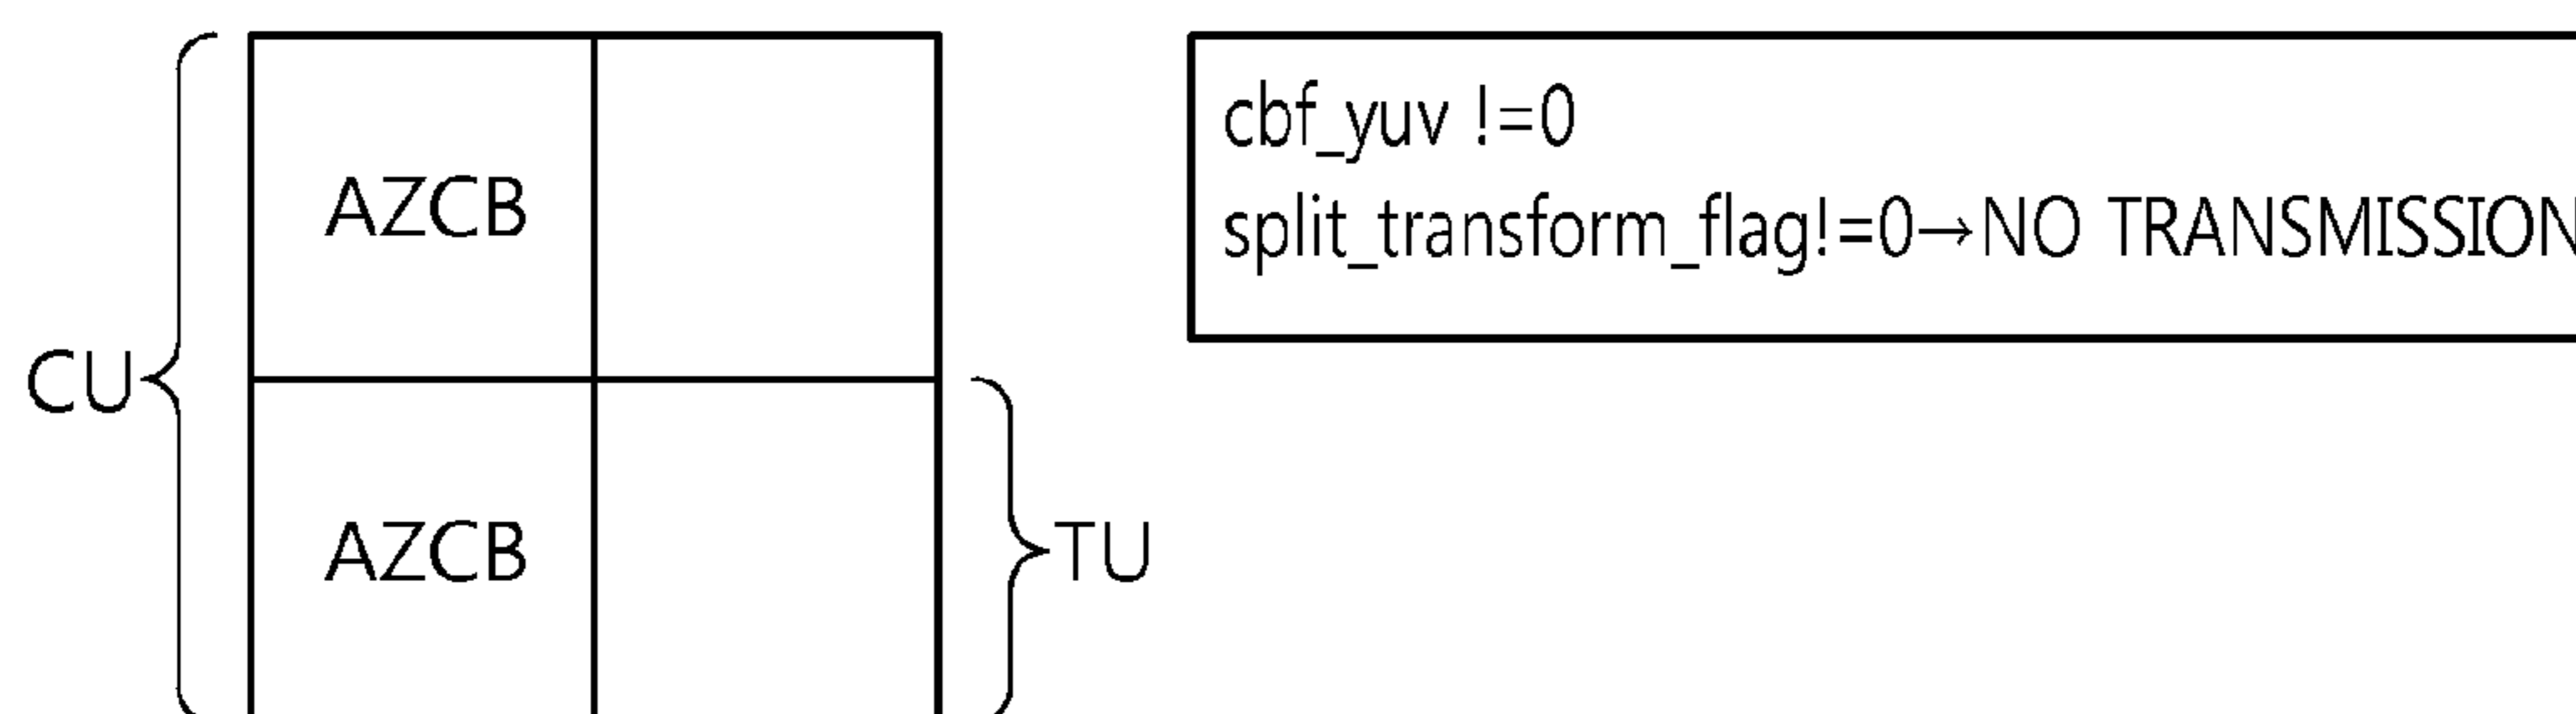 AZCB
cbf_yuv !=0
split_transform_flag!=0→NO TRANSMISSION
CU
AZCB
TU